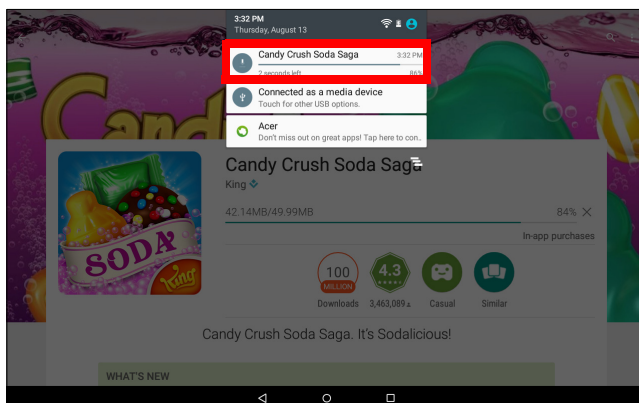 3:32 PM
Thursday, August 13
Candy Crush Soda Saga 3:32 PM
2 seconds left
Connected as a media device
Touch for other USB options.
Acer
Don't miss out on great apps! Tap here to con..
Cand
Candy Crush Soda Saga
King
42.14MB/49.99MB 84%
In-app purchases
SODA
King
100
MILLION
4.3
Downloads 3,463,089 Casual Similar
Candy Crush Soda Saga. It's Sodalicious!
WHAT'S NEW